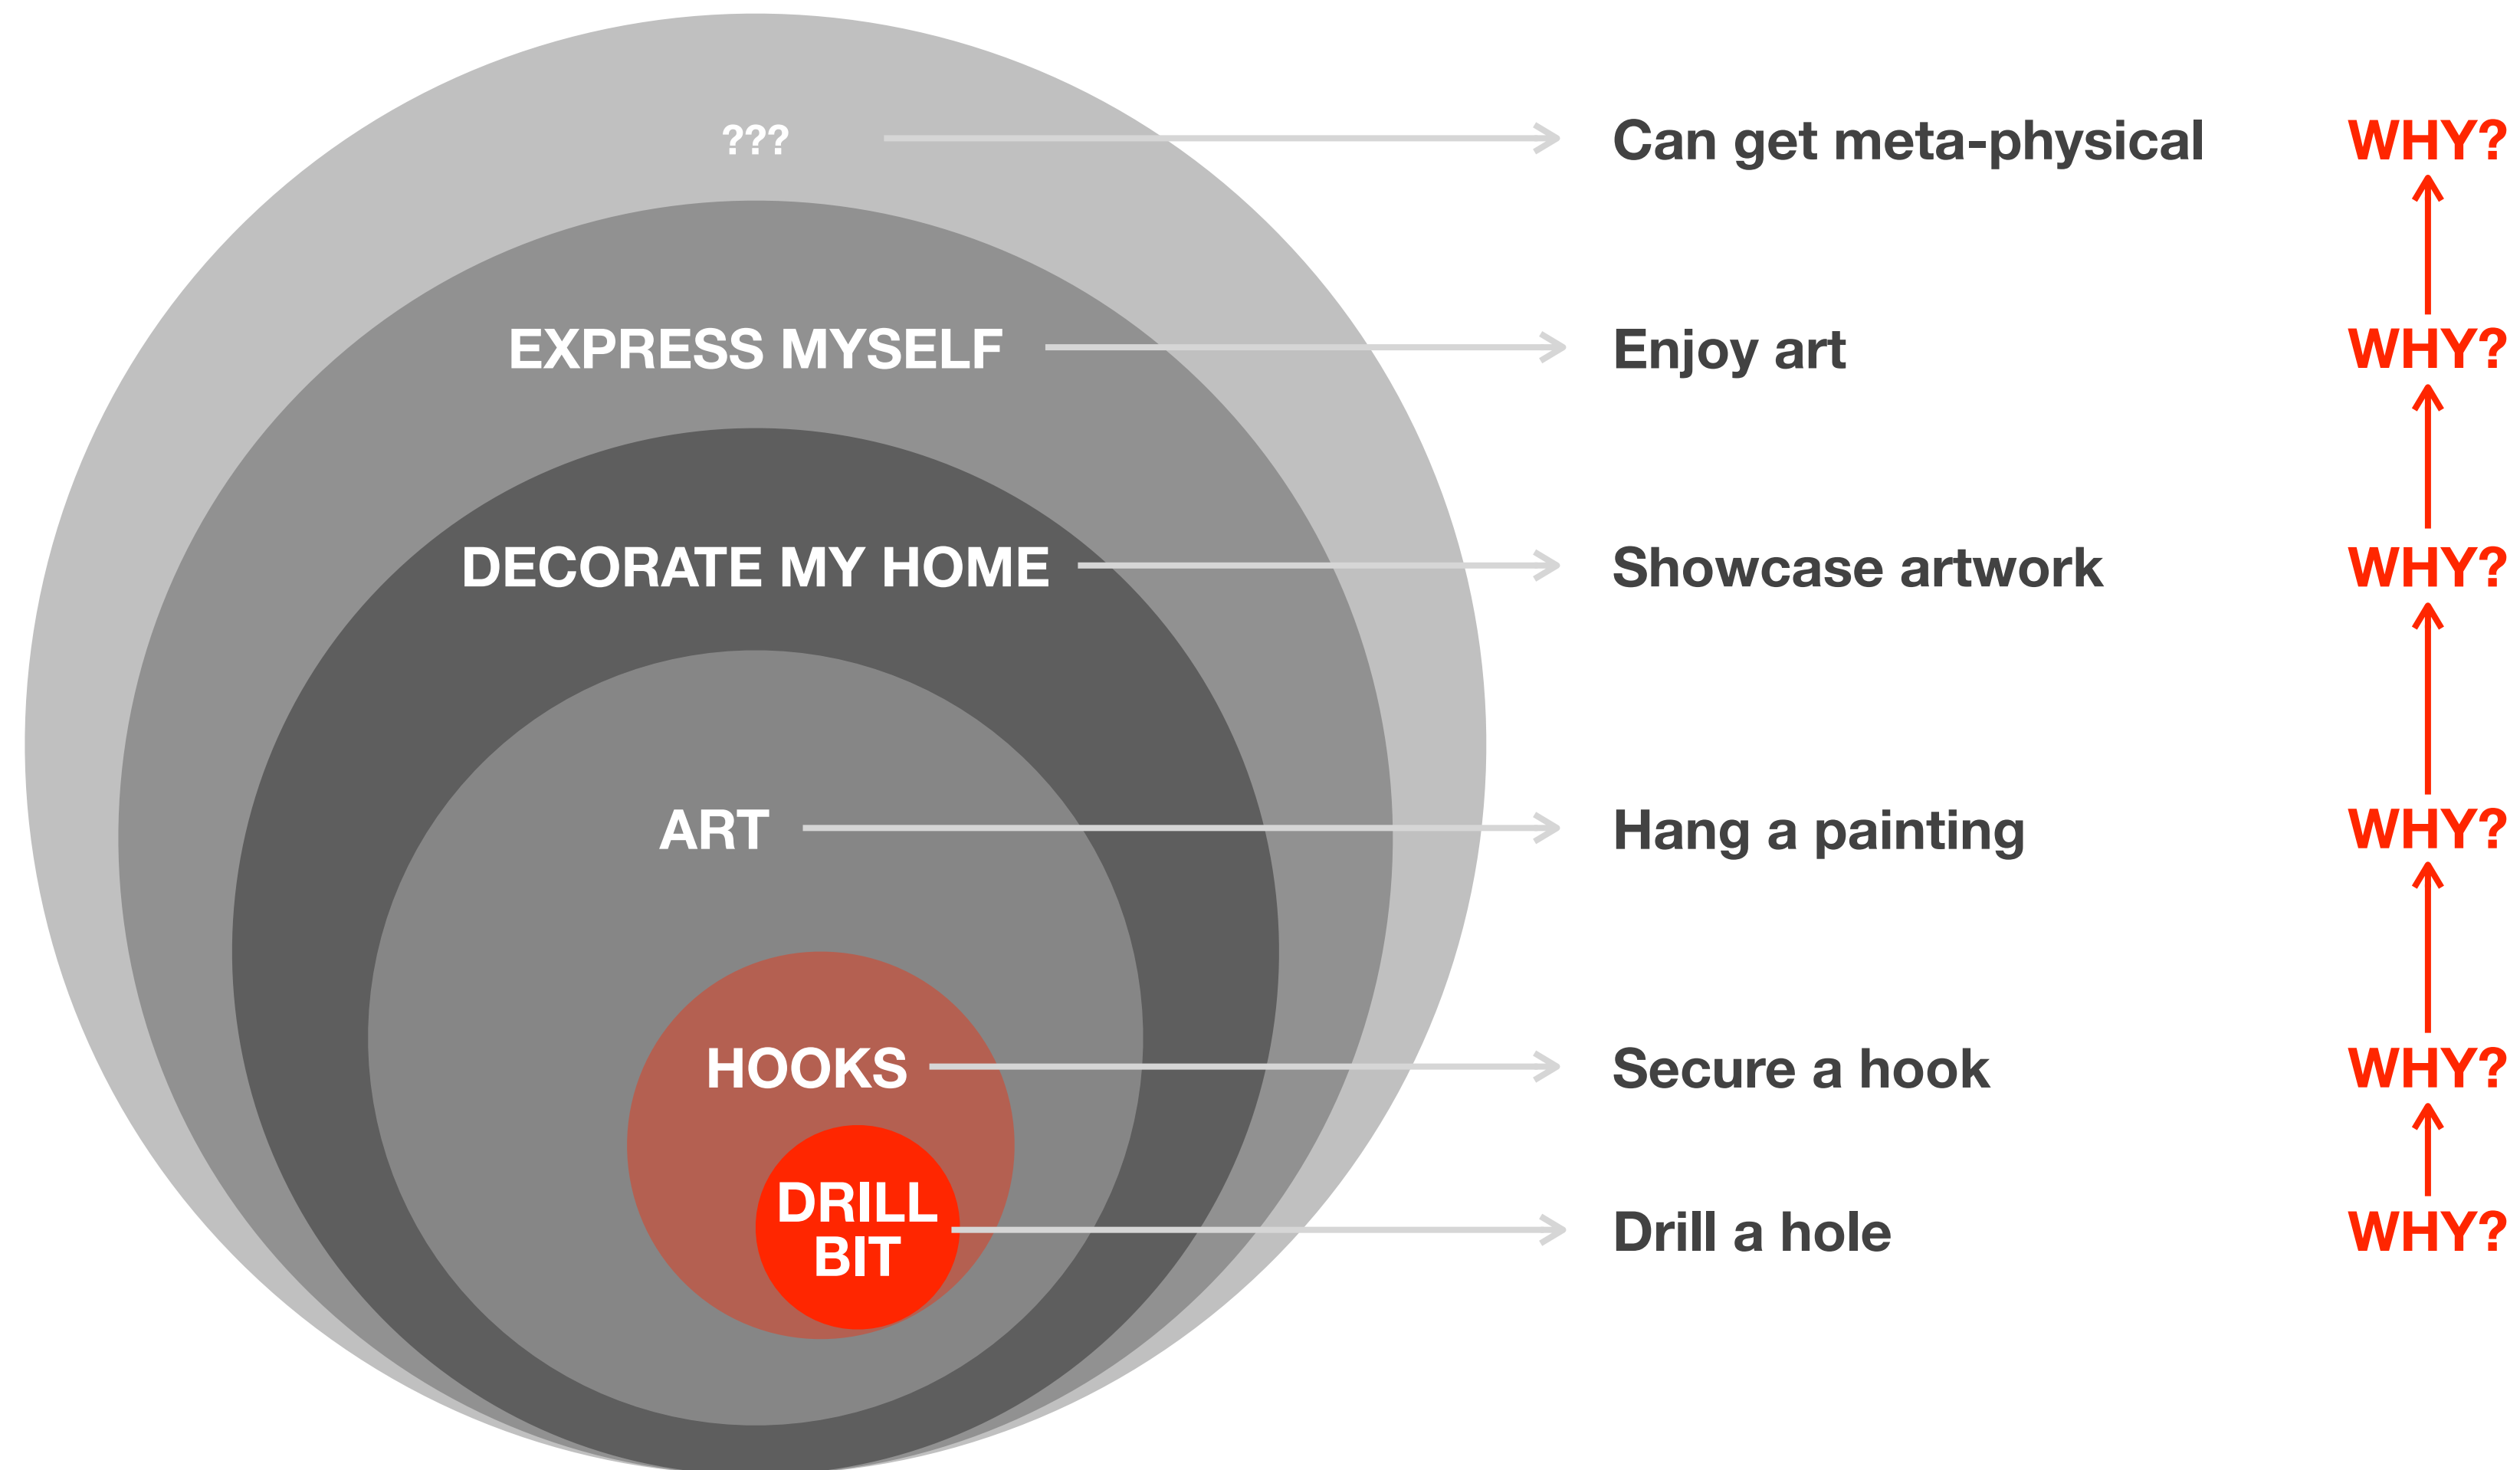 ??? Can get meta-physical WHY?
EXPRESS MYSELF Enjoy art WHY?
DECORATE MY HOME Showcase artwork WHY?
ART Hang a painting WHY?
HOOKS Secure a hook WHY?
DRILL
BIT
Drill a hole WHY?